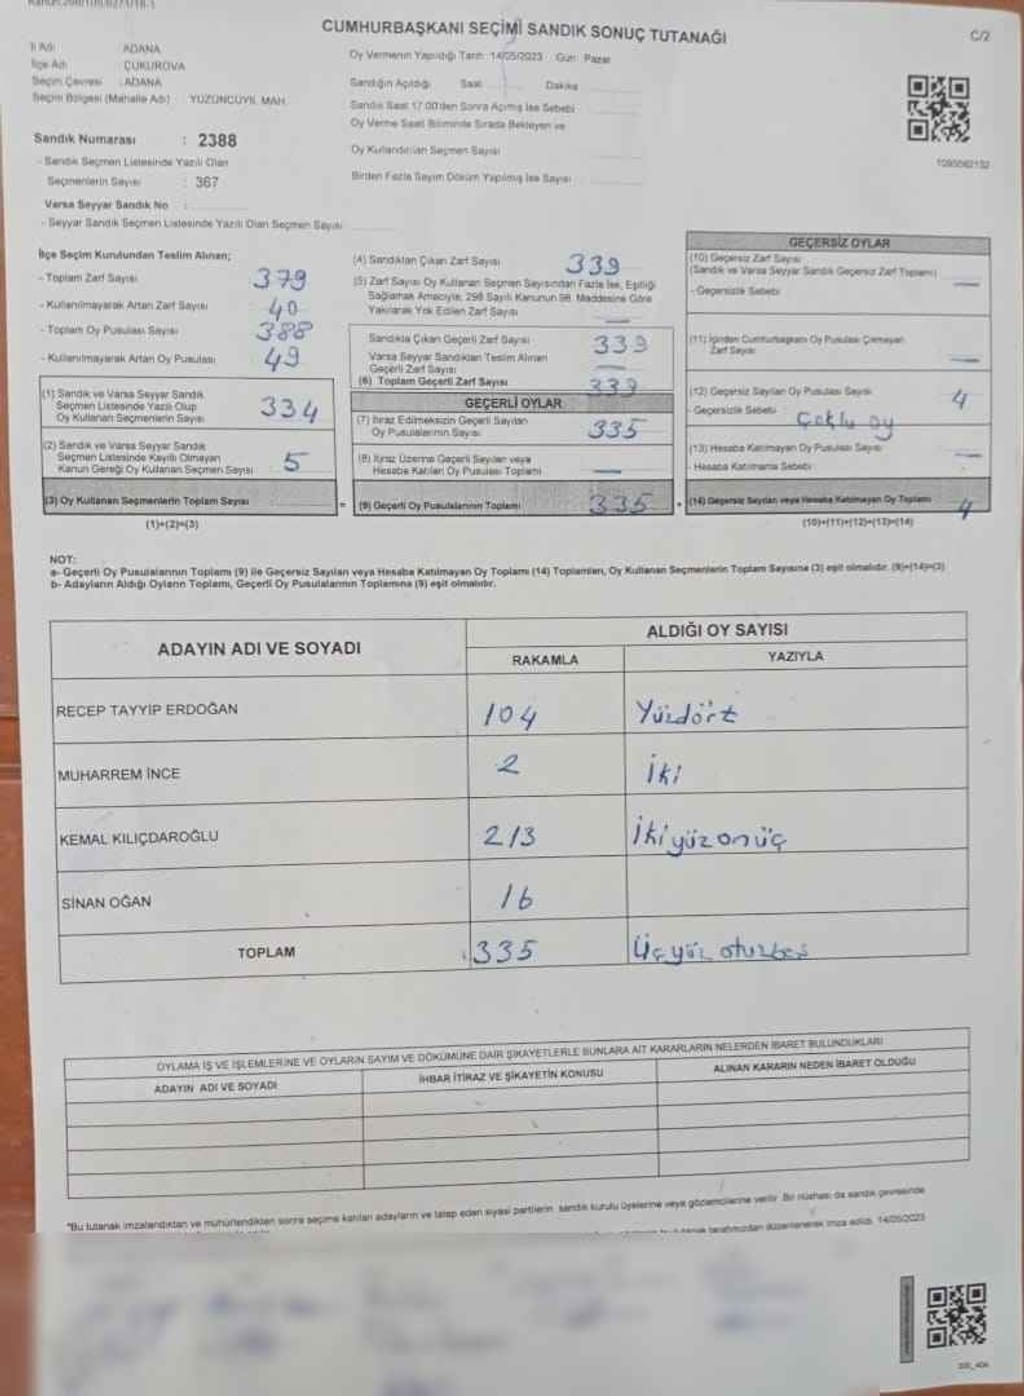 CUMHURBAŞKANI SEÇİMİ SANDIK SONUÇ TUTANAĞI
C/2
İl Adı ADANA
İlçe Adı ÇUKUROVA
Seçim Çevresi : ADANA
Seçim Bölgesi (Mahalle Adı) YÜZÜNCÜYIL MAH.
Oy Vermenin Yapıldığı Tarih: 14/05/2023 Gün: Pazar
Sandığın Açıldığı Saat Dakika
Sandık Saat 17.00'den Sonra Açılmış İse Sebebi
Oy Verme Saati Bitiminde Sırada Bekleyen ve
Oy Kullandırılan Seçmen Sayısı
Birden Fazla Sayım Döküm Yapılmış İse Sayısı
Sandık Numarası : 2388
- Sandık Seçmen Listesinde Yazılı Olan
Seçmenlerin Sayısı : 367
Varsa Seyyar Sandık No :
- Seyyar Sandık Seçmen Listesinde Yazılı Olan Seçmen Sayısı
İlçe Seçim Kurulundan Teslim Alınan;
- Toplam Zarf Sayısı 379
- Kullanılmayarak Artan Zarf Sayısı 40
- Toplam Oy Pusulası Sayısı 388
- Kullanılmayarak Artan Oy Pusulası 49
(1) Sandık ve Varsa Seyyar Sandık
Seçmen Listesinde Yazılı Olup
Oy Kullanan Seçmenlerin Sayısı 334
(2) Sandık ve Varsa Seyyar Sandık
Seçmen Listesinde Kayıtlı Olmayan
Kanun Gereği Oy Kullanan Seçmen Sayısı 5
(3) Oy Kullanan Seçmenlerin Toplam Sayısı =
(1)+(2)=(3)
(4) Sandıktan Çıkan Zarf Sayısı 339
(5) Zarf Sayısı Oy Kullanan Seçmen Sayısından Fazla İse, Eşitliği
Sağlamak Amacıyla, 298 Sayılı Kanunun 98. Maddesine Göre
Yakılarak Yok Edilen Zarf Sayısı —
Sandıkta Çıkan Geçerli Zarf Sayısı 339
Varsa Seyyar Sandıktan Teslim Alınan
Geçerli Zarf Sayısı —
(6) Toplam Geçerli Zarf Sayısı 339
GEÇERLİ OYLAR
(7) İtiraz Edilmeksizin Geçerli Sayılan
Oy Pusulalarının Sayısı 335
(8) İtiraz Üzerine Geçerli Sayılan veya
Hesaba Katılan Oy Pusulası Toplamı —
(9) Geçerli Oy Pusulalarının Toplamı 335 +
GEÇERSİZ OYLAR
(10) Geçersiz Zarf Sayısı
(Sandık ve Varsa Seyyar Sandık Geçersiz Zarf Toplamı) —
- Geçersizlik Sebebi
(11) İçinden Cumhurbaşkanı Oy Pusulası Çıkmayan
Zarf Sayısı —
(12) Geçersiz Sayılan Oy Pusulası Sayısı 4
- Geçersizlik Sebebi Çoklu oy
(13) Hesaba Katılmayan Oy Pusulası Sayısı —
- Hesaba Katılmama Sebebi
(14) Geçersiz Sayılan veya Hesaba Katılmayan Oy Toplamı 4
(10)+(11)+(12)+(13)=(14)
NOT:
a- Geçerli Oy Pusulalarının Toplamı (9) ile Geçersiz Sayılan veya Hesaba Katılmayan Oy Toplamı (14) Toplamları, Oy Kullanan Seçmenlerin Toplam Sayısına (3) eşit olmalıdır. (9)+(14)=(3)
b- Adayların Aldığı Oyların Toplamı, Geçerli Oy Pusulalarının Toplamına (9) eşit olmalıdır.
ADAYIN ADI VE SOYADI ALDIĞI OY SAYISI
RAKAMLA YAZIYLA
RECEP TAYYİP ERDOĞAN 104 Yüzdört
MUHARREM İNCE 2 İki
KEMAL KILIÇDAROĞLU 213 İkiyüzonüç
SİNAN OĞAN 16
TOPLAM 335 Üçyüz otuzbeş
OYLAMA İŞ VE İŞLEMLERİNE VE OYLARIN SAYIM VE DÖKÜMÜNE DAİR ŞİKAYETLERLE BUNLARA AİT KARARLARIN NELERDEN İBARET BULUNDUKLARI
ADAYIN ADI VE SOYADI İHBAR İTİRAZ VE ŞİKAYETİN KONUSU ALINAN KARARIN NEDEN İBARET OLDUĞU
*Bu tutanak imzalandıktan ve mühürlendikten sonra seçime katılan adayların ve talep eden siyasi partilerin sandık kurulu üyelerine veya gözlemcilerine verilir. Bir nüshası da sandık çevresinde
tarafımızdan düzenlenerek imza edildi. 14/05/2023